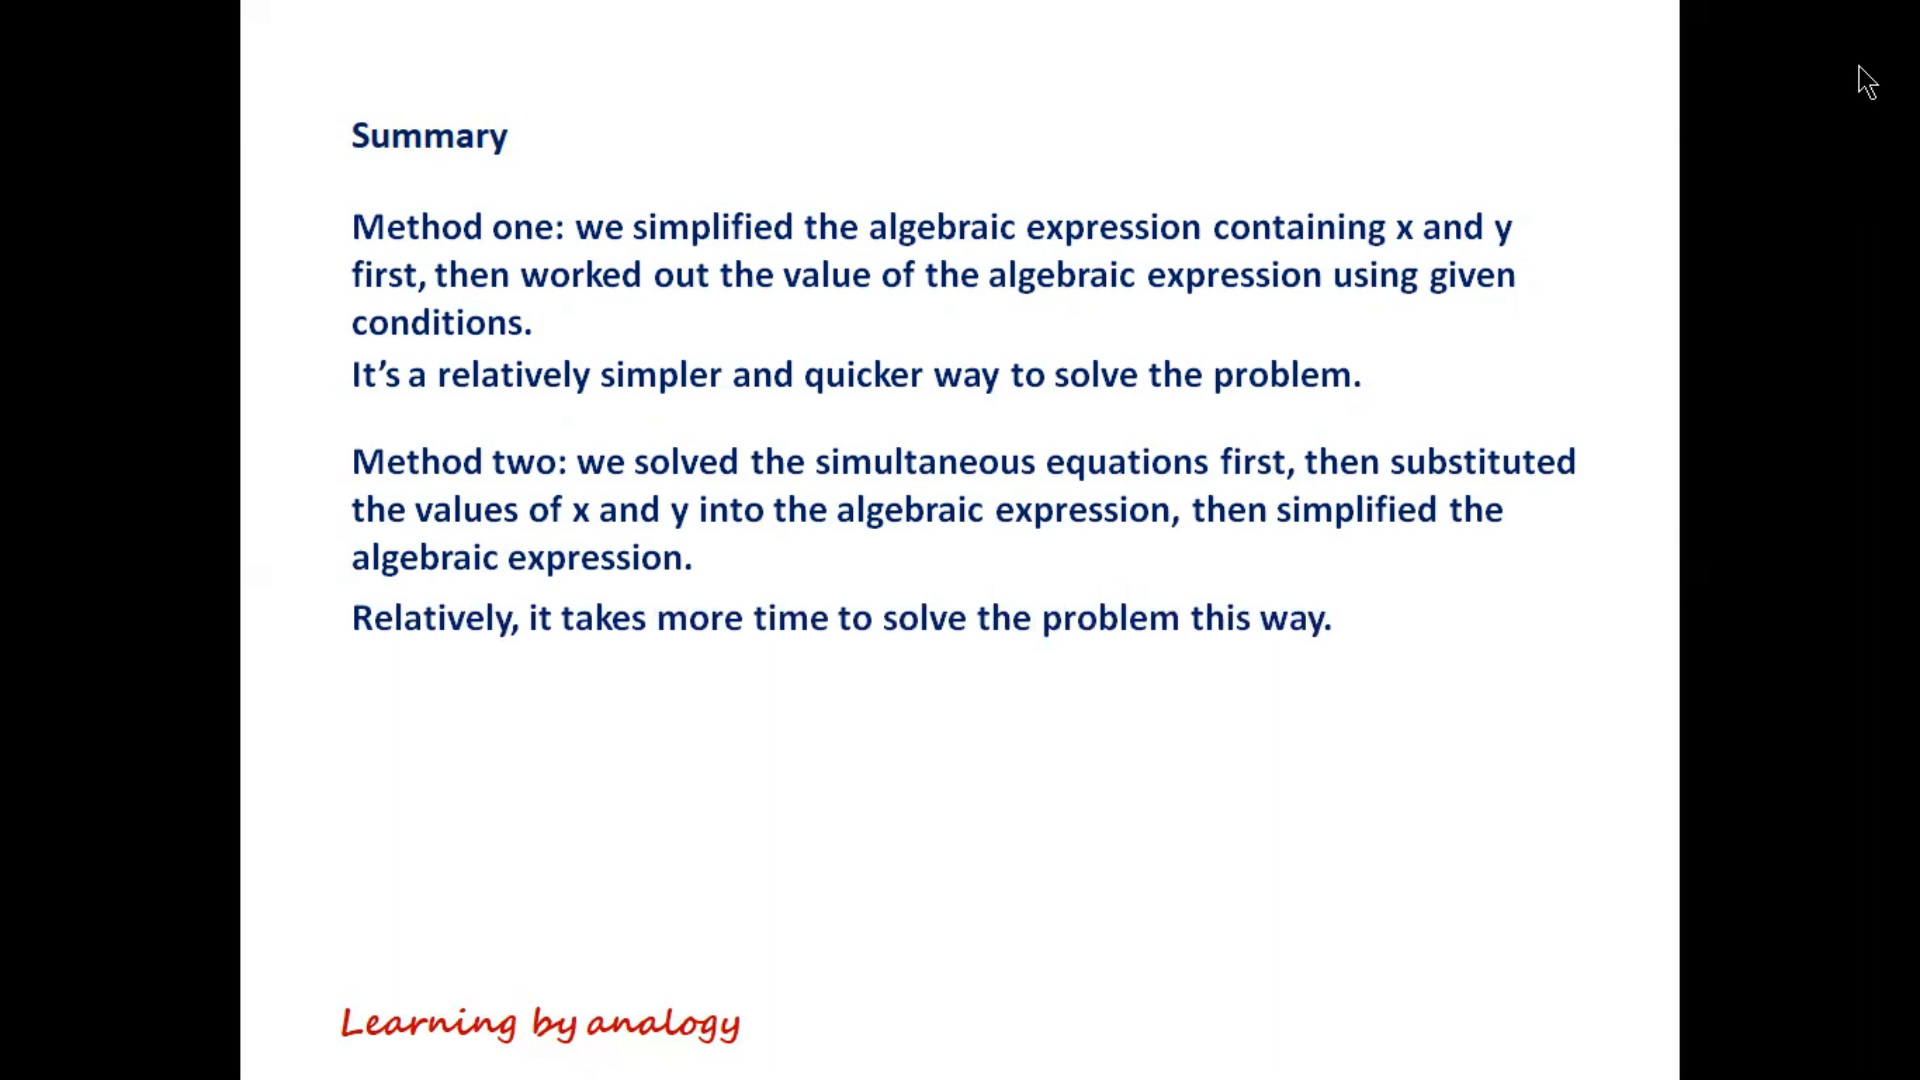 Summary
Method one: we simplified the algebraic expression containing x and y
first, then worked out the value of the algebraic expression using given
conditions.
It’s a relatively simpler and quicker way to solve the problem.
Method two: we solved the simultaneous equations first, then substituted
the values of x and y into the algebraic expression, then simplified the
algebraic expression.
Relatively, it takes more time to solve the problem this way.
Learning by analogy